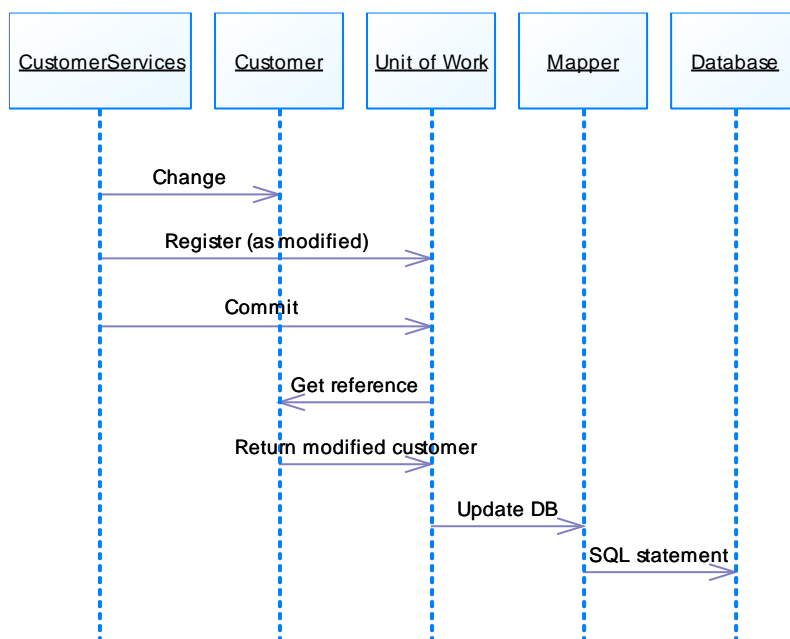 CustomerServices
Customer
Unit of Work
Mapper
Database
Change
Register (as modified)
Commit
Get reference
Return modified customer
Update DB
SQL statement